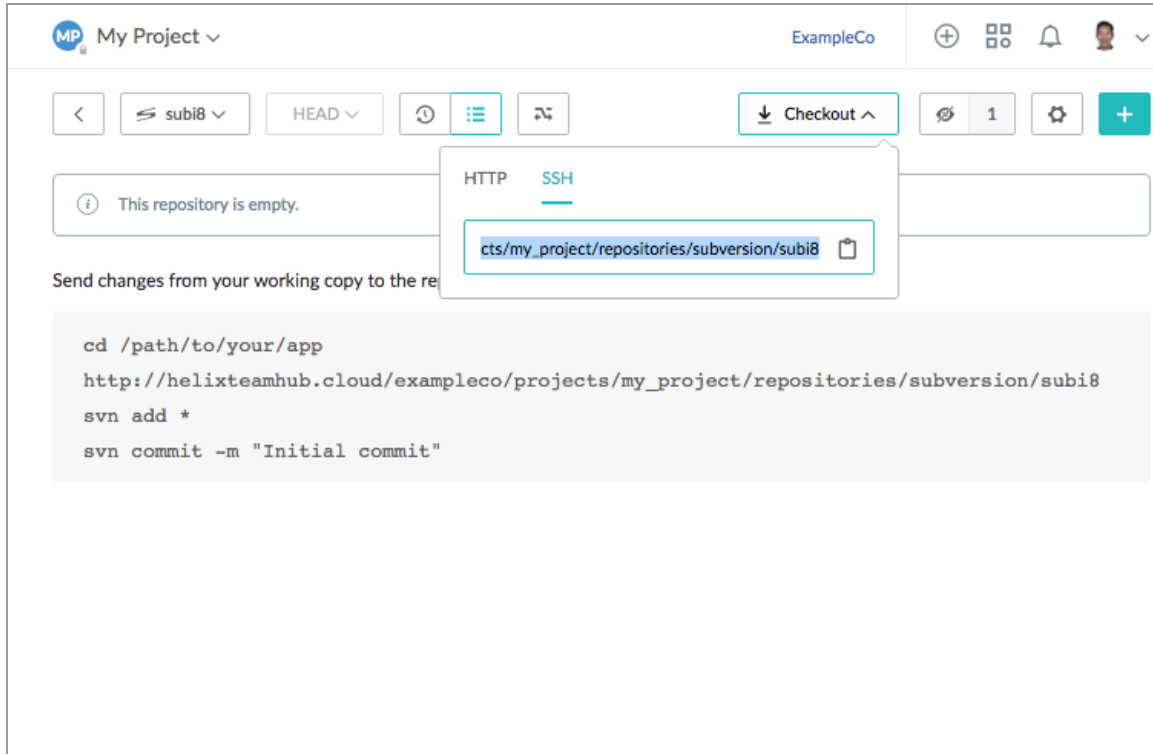 MP My Project ExampleCo
subi8 HEAD Checkout 1
HTTP SSH
This repository is empty.
cts/my_project/repositories/subversion/subi8
Send changes from your working copy to the re
cd /path/to/your/app
http://helixteamhub.cloud/exampleco/projects/my_project/repositories/subversion/subi8
svn add *
svn commit -m "Initial commit"